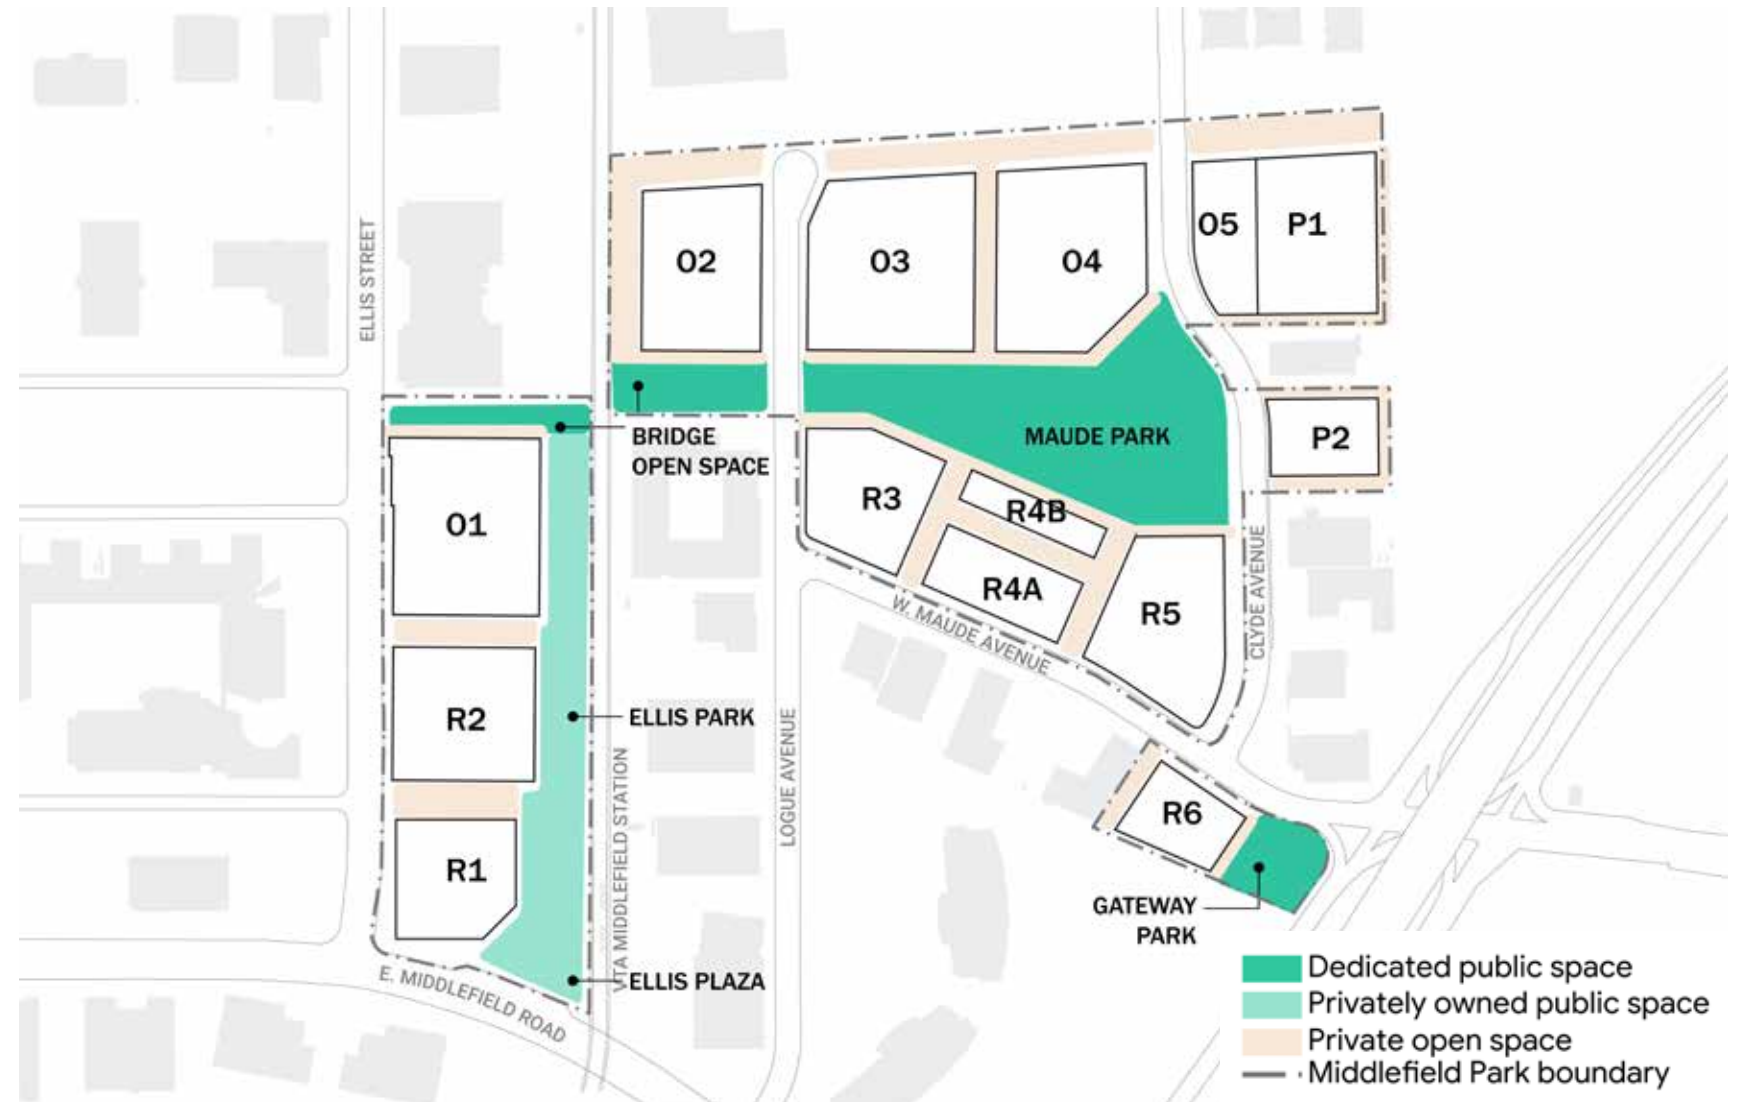 ELLIS STREET
O2
O3
O4
O5
P1
BRIDGE
OPEN SPACE
MAUDE PARK
P2
O1
R3
R4B
R4A
R5
W. MAUDE AVENUE
CLYDE AVENUE
R2
ELLIS PARK
R1
VTA MIDDLEFIELD STATION
LOGUE AVENUE
R6
GATEWAY
PARK
ELLIS PLAZA
E. MIDDLEFIELD ROAD
Dedicated public space
Privately owned public space
Private open space
Middlefield Park boundary